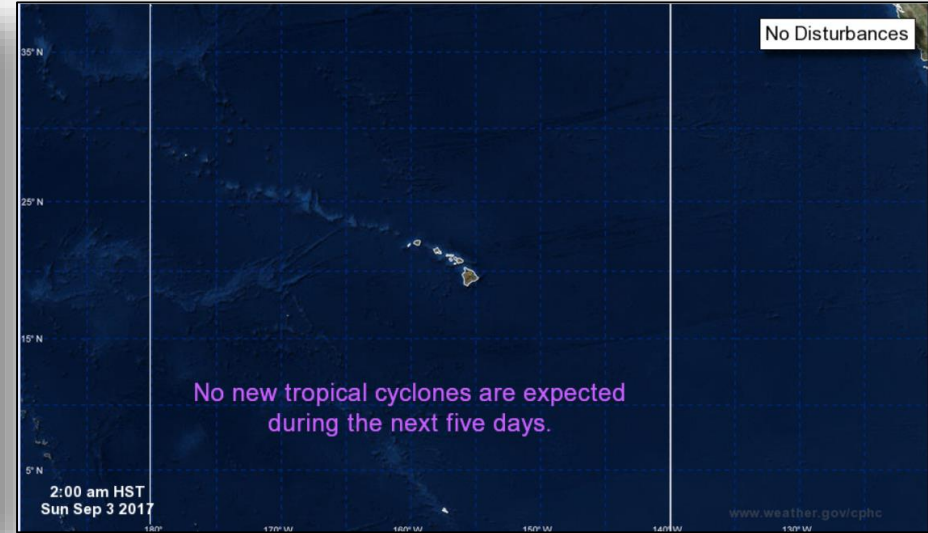 No Disturbances
35° N
25° N
15° N
No new tropical cyclones are expected
during the next five days.
5° N
2:00 am HST
Sun Sep 3 2017
www.weather.gov/cphc
180°
170° W
160° W
150° W
140° W
130° W